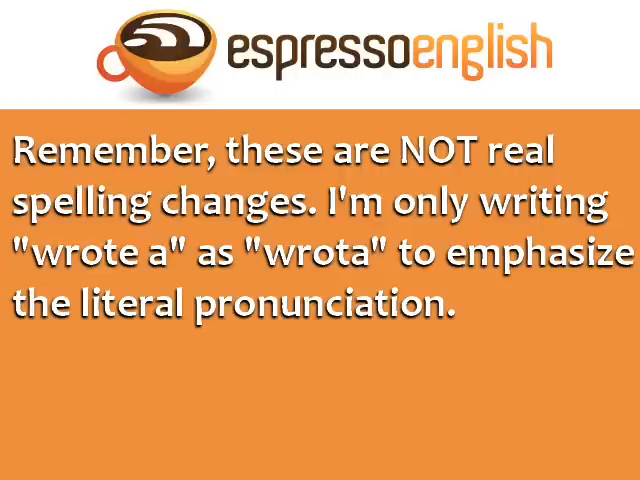 espressoenglish
Remember, these are NOT real
spelling changes. I'm only writing
"wrote a" as "wrota" to emphasize
the literal pronunciation.